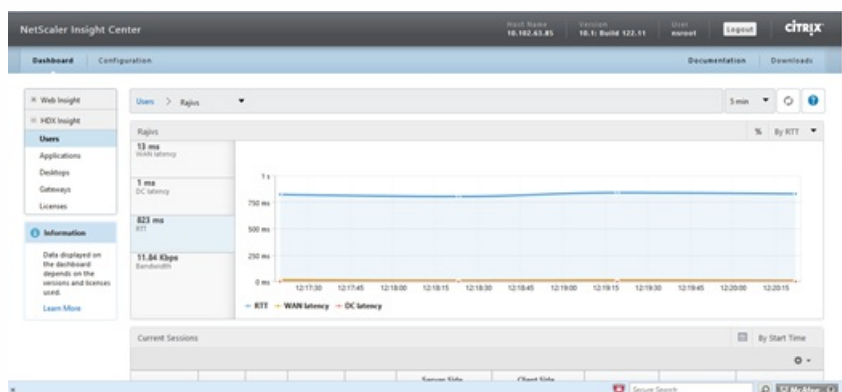 NetScaler Insight Center
Host Name
10.102.63.85
Version
10.1: Build 122.11
User
nsroot
Logout
CITRIX
Dashboard
Configuration
Documentation
Downloads
Web Insight
HDX Insight
Users
Applications
Desktops
Gateways
Licenses
Information
Data displayed on
the dashboard
depends on the
versions and licenses
used.
Learn More
Users > Rajivs
5 min
Rajivs
% By RTT
13 ms
WAN latency
1 ms
DC latency
823 ms
RTT
11.84 Kbps
Bandwidth
1 s
750 ms
500 ms
250 ms
0 ms
12:17:30 12:17:45 12:18:00 12:18:15 12:18:30 12:18:45 12:19:00 12:19:15 12:19:30 12:19:45 12:20:00 12:20:15
RTT WAN latency DC latency
Current Sessions
By Start Time
Server Side Client Side
Secure Search
McAfee